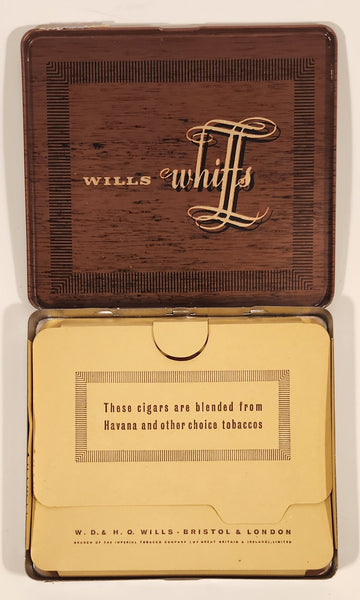 WILLS whiffs
These cigars are blended from
Havana and other choice tobaccos
W. D. & H. O. WILLS - BRISTOL & LONDON
BRANCH OF THE IMPERIAL TOBACCO COMPANY (OF GREAT BRITAIN & IRELAND), LIMITED